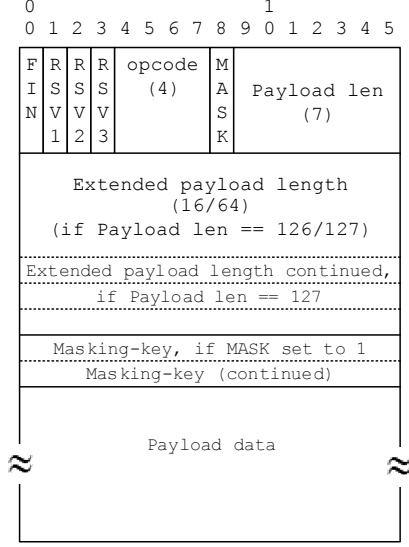 0 1
0 1 2 3 4 5 6 7 8 9 0 1 2 3 4 5
F R R R opcode M
I S S S (4) A Payload len
N V V V S (7)
1 2 3 K
Extended payload length
(16/64)
(if Payload len == 126/127)
Extended payload length continued,
if Payload len == 127
Masking-key, if MASK set to 1
Masking-key (continued)
Payload data
≈ ≈